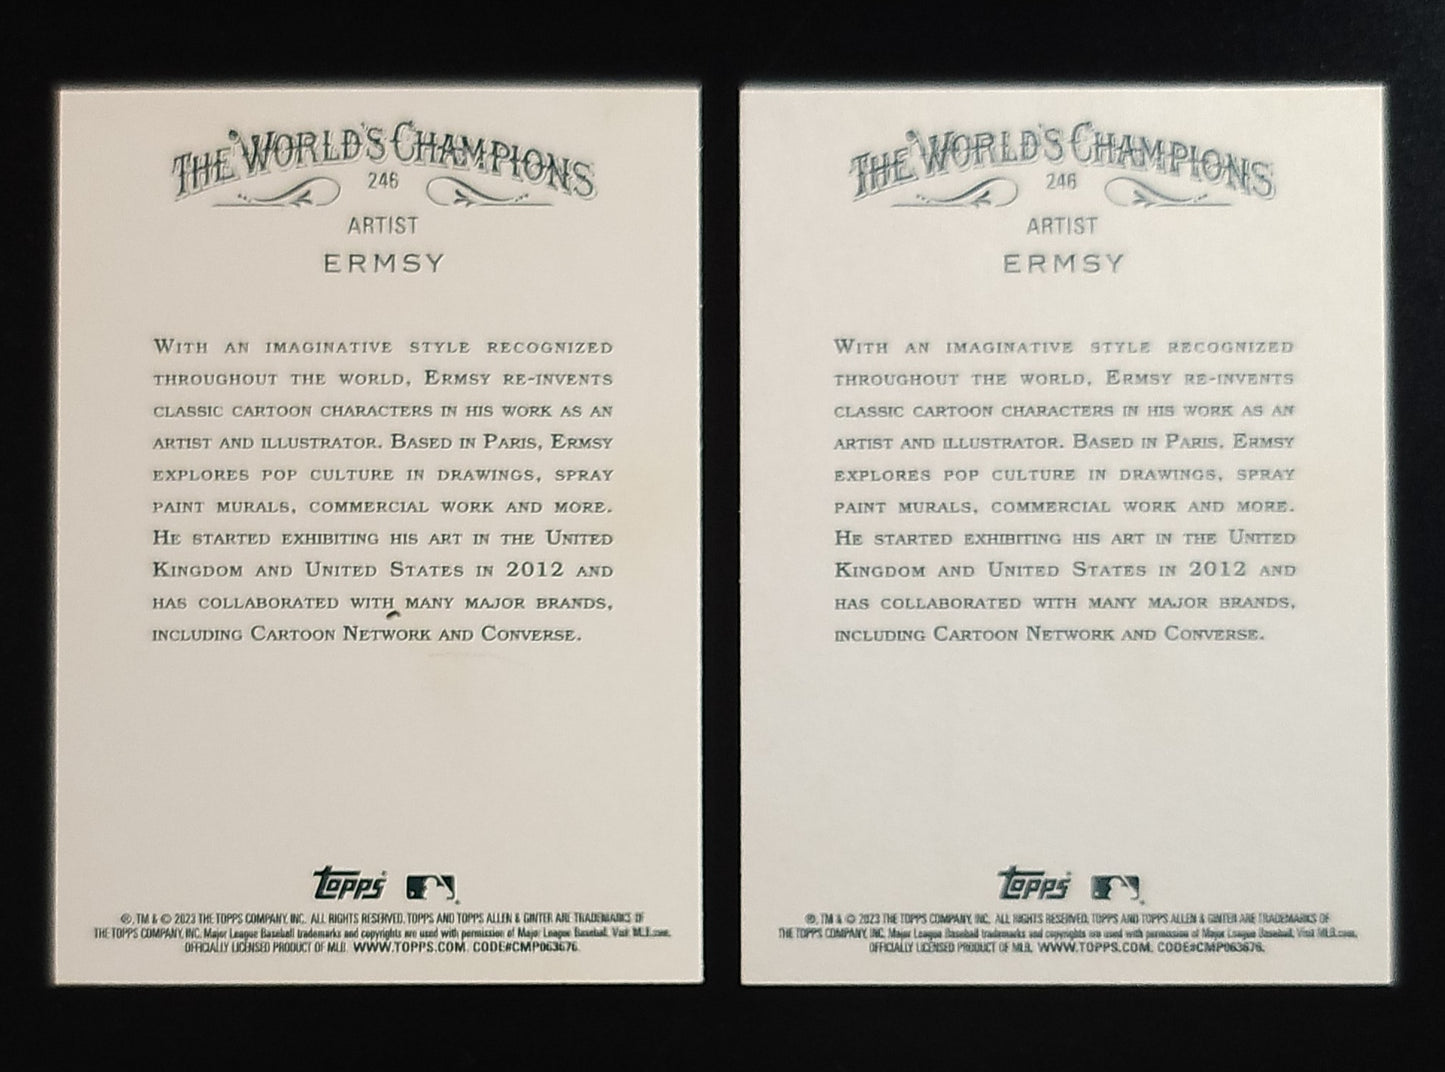 THE WORLD'S CHAMPIONS
246
ARTIST
ERMSY
WITH AN IMAGINATIVE STYLE RECOGNIZED
THROUGHOUT THE WORLD, ERMSY RE-INVENTS
CLASSIC CARTOON CHARACTERS IN HIS WORK AS AN
ARTIST AND ILLUSTRATOR. BASED IN PARIS, ERMSY
EXPLORES POP CULTURE IN DRAWINGS, SPRAY
PAINT MURALS, COMMERCIAL WORK AND MORE.
HE STARTED EXHIBITING HIS ART IN THE UNITED
KINGDOM AND UNITED STATES IN 2012 AND
HAS COLLABORATED WITH MANY MAJOR BRANDS,
INCLUDING CARTOON NETWORK AND CONVERSE.
Topps
®, TM & © 2023 THE TOPPS COMPANY, INC. ALL RIGHTS RESERVED. TOPPS AND TOPPS ALLEN & GINTER ARE TRADEMARKS OF
THE TOPPS COMPANY, INC. Major League Baseball trademarks and copyrights are used with permission of Major League Baseball. Visit MLB.com.
OFFICIALLY LICENSED PRODUCT OF MLB. WWW.TOPPS.COM. CODE#CMP063676.
THE WORLD'S CHAMPIONS
246
ARTIST
ERMSY
WITH AN IMAGINATIVE STYLE RECOGNIZED
THROUGHOUT THE WORLD, ERMSY RE-INVENTS
CLASSIC CARTOON CHARACTERS IN HIS WORK AS AN
ARTIST AND ILLUSTRATOR. BASED IN PARIS, ERMSY
EXPLORES POP CULTURE IN DRAWINGS, SPRAY
PAINT MURALS, COMMERCIAL WORK AND MORE.
HE STARTED EXHIBITING HIS ART IN THE UNITED
KINGDOM AND UNITED STATES IN 2012 AND
HAS COLLABORATED WITH MANY MAJOR BRANDS,
INCLUDING CARTOON NETWORK AND CONVERSE.
Topps
®, TM & © 2023 THE TOPPS COMPANY, INC. ALL RIGHTS RESERVED. TOPPS AND TOPPS ALLEN & GINTER ARE TRADEMARKS OF
THE TOPPS COMPANY, INC. Major League Baseball trademarks and copyrights are used with permission of Major League Baseball. Visit MLB.com.
OFFICIALLY LICENSED PRODUCT OF MLB. WWW.TOPPS.COM. CODE#CMP063676.